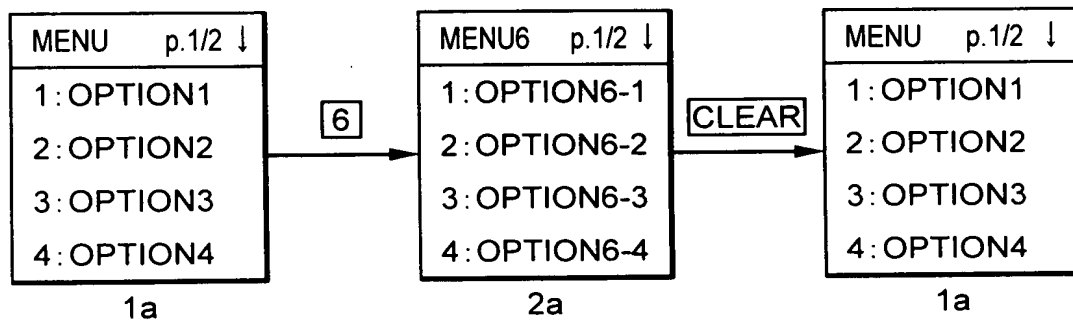 MENU p.1/2 ↓
1:OPTION1
2:OPTION2
3:OPTION3
4:OPTION4
1a
6
MENU6 p.1/2 ↓
1:OPTION6-1
2:OPTION6-2
3:OPTION6-3
4:OPTION6-4
2a
CLEAR
MENU p.1/2 ↓
1:OPTION1
2:OPTION2
3:OPTION3
4:OPTION4
1a